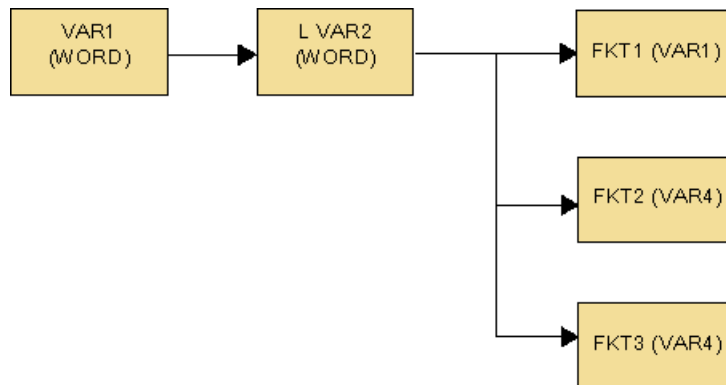 VAR1
(WORD)
L VAR2
(WORD)
FKT1 (VAR1)
FKT2 (VAR4)
FKT3 (VAR4)